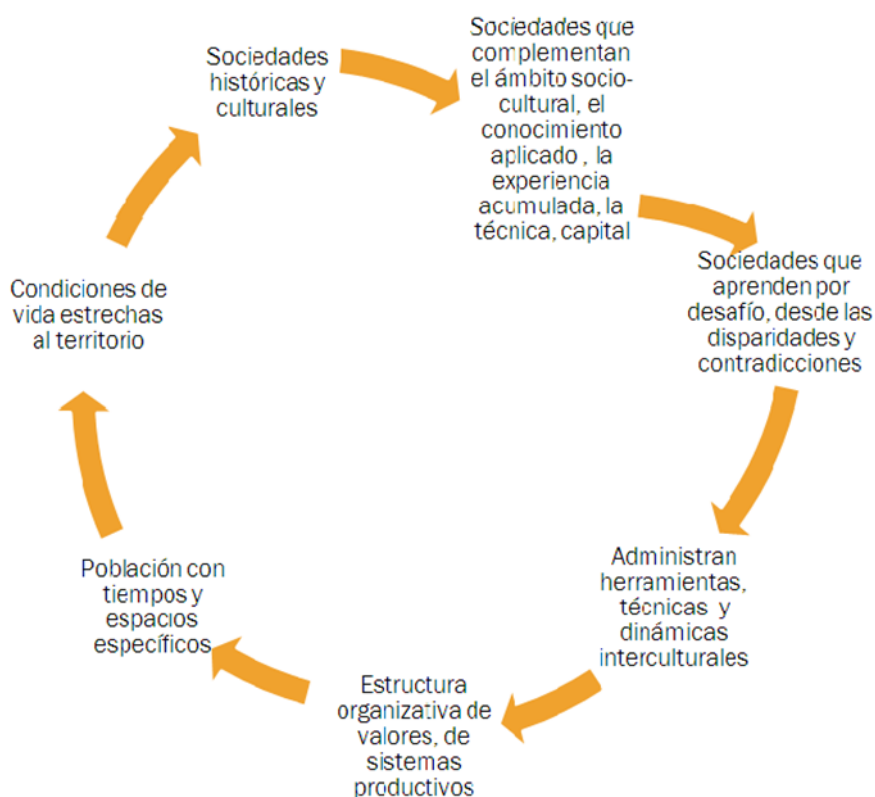 Sociedades
históricas y
culturales
Sociedades que
complementan
el ámbito socio-
cultural, el
conocimiento
aplicado , la
experiencia
acumulada, la
técnica, capital
Sociedades que
aprenden por
desafío, desde las
disparidades y
contradicciones
Administran
herramientas,
técnicas y
dinámicas
interculturales
Estructura
organizativa de
valores, de
sistemas
productivos
Población con
tiempos y
espacios
específicos
Condiciones de
vida estrechas
al territorio